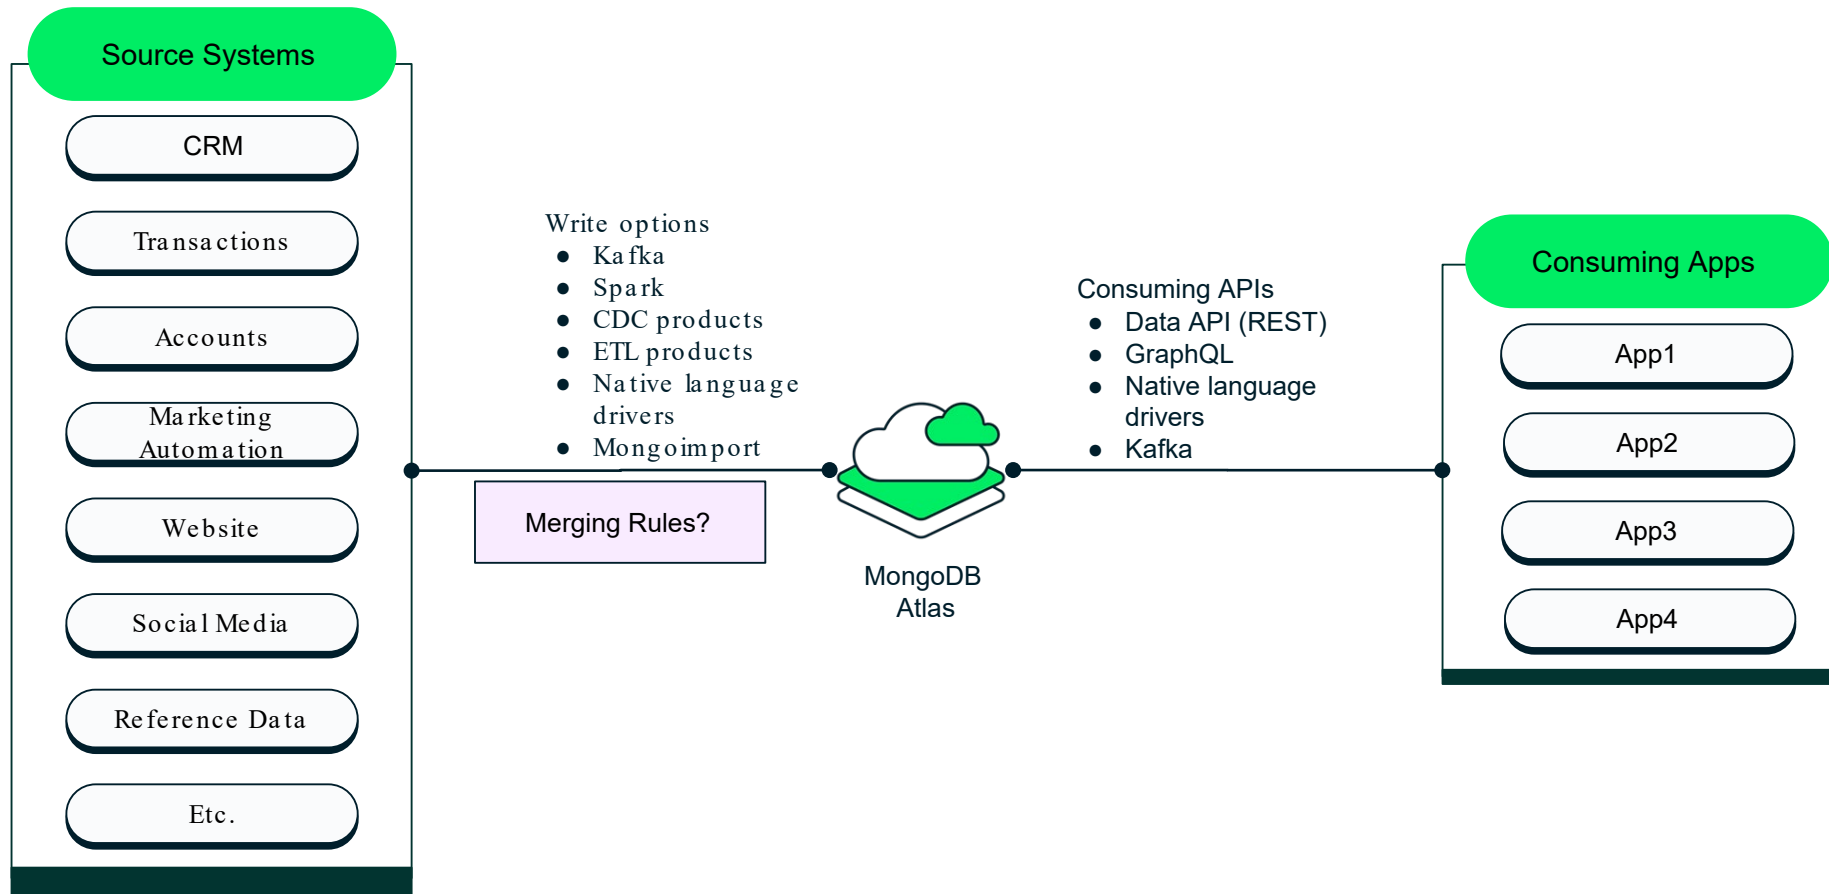 Source Systems
CRM
Transactions
Accounts
Marketing
Automation
Website
Social Media
Reference Data
Etc.
Write options
● Kafka
● Spark
● CDC products
● ETL products
● Native language
drivers
● Mongoimport
Merging Rules?
MongoDB
Atlas
Consuming APIs
● Data API (REST)
● GraphQL
● Native language
drivers
● Kafka
Consuming Apps
App1
App2
App3
App4